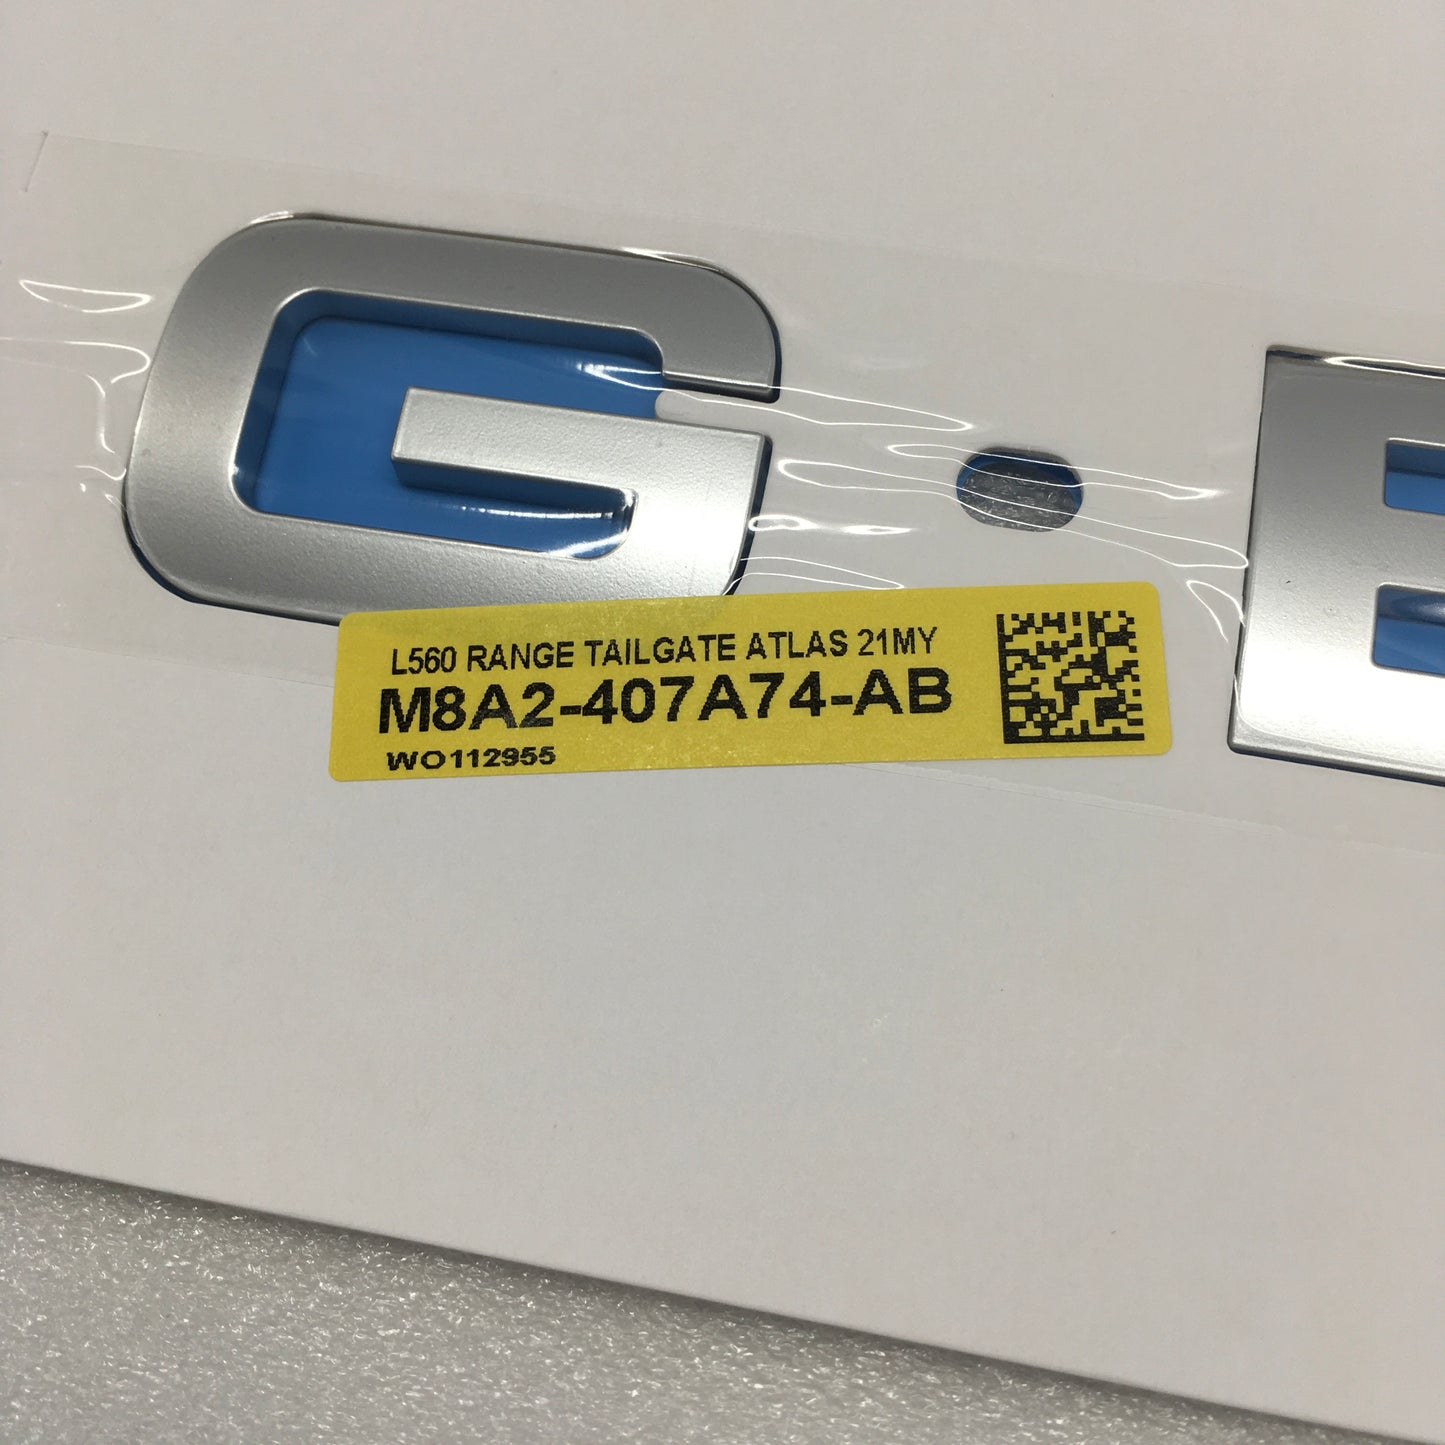 G E
L560 RANGE TAILGATE ATLAS 21MY
M8A2-407A74-AB
WO112955